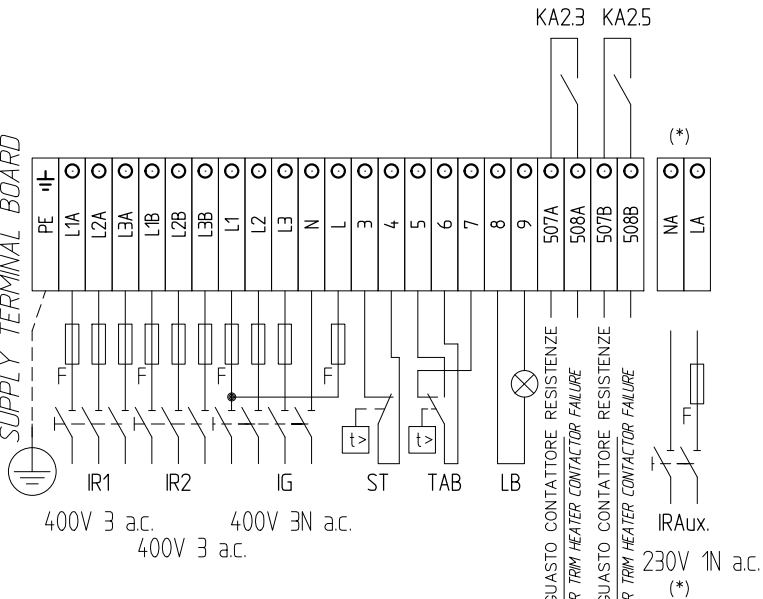 KA2.3 KA2.5
(*)
SUPPLY TERMINAL BOARD
PE L1A L2A L3A L1B L2B L3B L1 L2 L3 N L 3 4 5 6 7 8 9 507A 508A 507B 508B NA LA
F F F F F
t> t>
IR1 IR2 IG ST TAB LB IRAux.
400V 3 a.c. 400V 3N a.c.
400V 3 a.c.
230V 1N a.c.
(*)
GUASTO CONTATTORE RESISTENZE
TRIM HEATER CONTACTOR FAILURE
GUASTO CONTATTORE RESISTENZE
TRIM HEATER CONTACTOR FAILURE